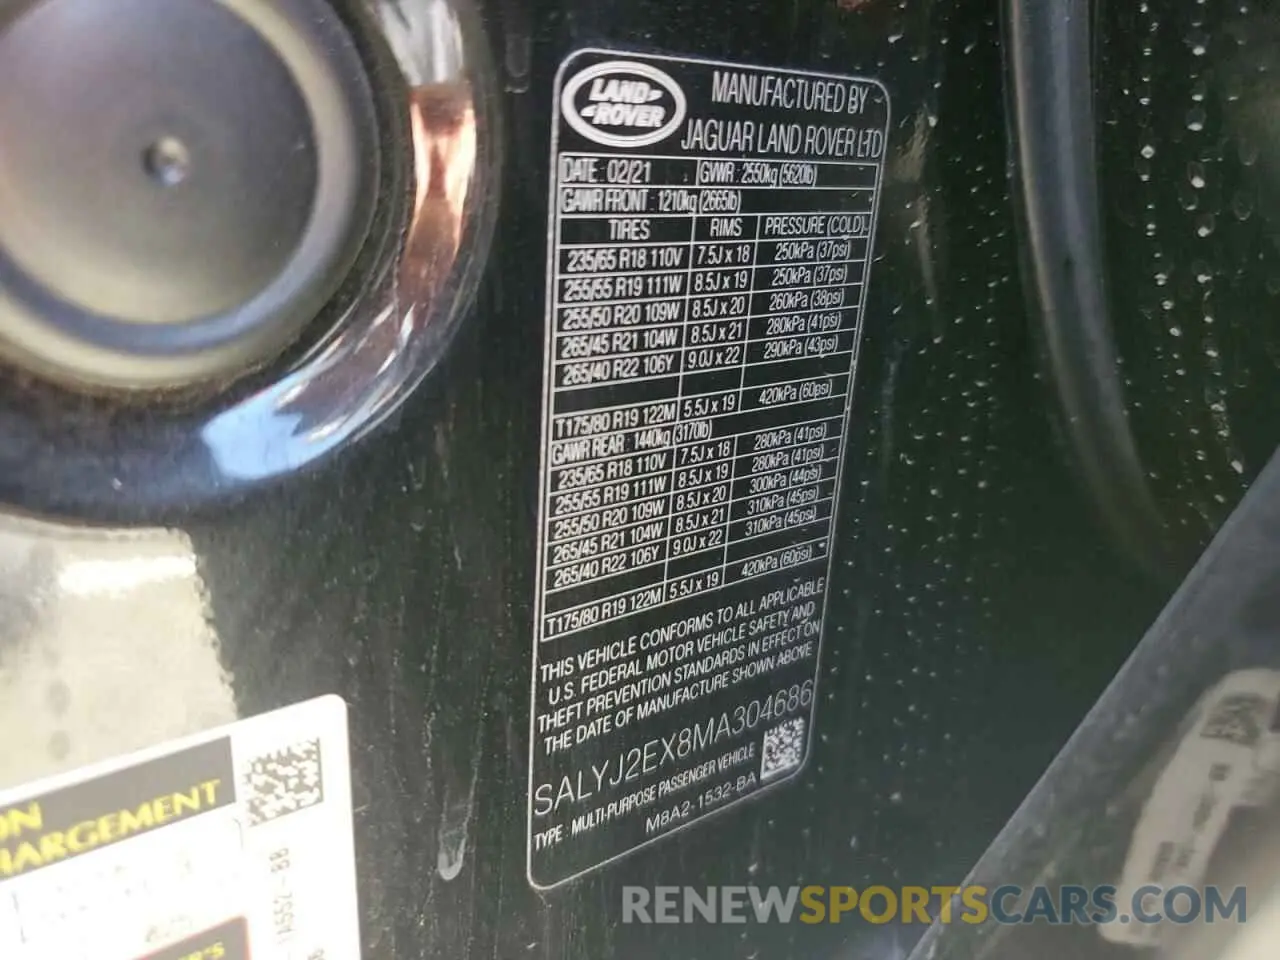 LAND ROVER
MANUFACTURED BY
JAGUAR LAND ROVER LTD
DATE : 02/21 GVWR : 2550kg (5620lb)
GAWR FRONT : 1210kg (2665lb)
TIRES RIMS PRESSURE (COLD)
235/65 R18 110V 7.5J x 18 250kPa (37psi)
255/55 R19 111W 8.5J x 19 250kPa (37psi)
255/50 R20 109W 8.5J x 20 260kPa (38psi)
265/45 R21 104W 8.5J x 21 280kPa (41psi)
265/40 R22 106Y 9.0J x 22 290kPa (43psi)
T175/80 R19 122M 5.5J x 19 420kPa (60psi)
GAWR REAR : 1440kg (3170lb)
235/65 R18 110V 7.5J x 18 280kPa (41psi)
255/55 R19 111W 8.5J x 19 280kPa (41psi)
255/50 R20 109W 8.5J x 20 300kPa (44psi)
265/45 R21 104W 8.5J x 21 310kPa (45psi)
265/40 R22 106Y 9.0J x 22 310kPa (45psi)
T175/80 R19 122M 5.5J x 19 420kPa (60psi)
THIS VEHICLE CONFORMS TO ALL APPLICABLE
U.S. FEDERAL MOTOR VEHICLE SAFETY AND
THEFT PREVENTION STANDARDS IN EFFECT ON
THE DATE OF MANUFACTURE SHOWN ABOVE
SALYJ2EX8MA304686
TYPE : MULTI-PURPOSE PASSENGER VEHICLE
M8A2-1532-BA
ON
HARGEMENT
RENEWSPORTSCARS.COM